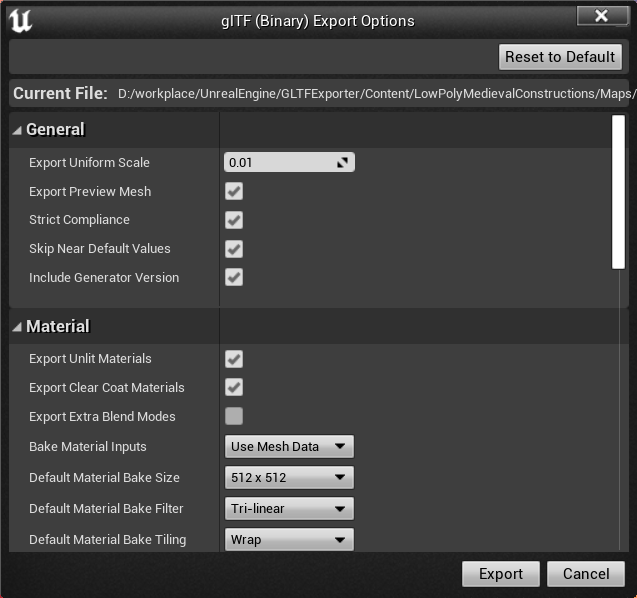 glTF (Binary) Export Options
Reset to Default
Current File: D:/workplace/UnrealEngine/GLTFExporter/Content/LowPolyMedievalConstructions/Maps/
General
Export Uniform Scale 0.01
Export Preview Mesh
Strict Compliance
Skip Near Default Values
Include Generator Version
Material
Export Unlit Materials
Export Clear Coat Materials
Export Extra Blend Modes
Bake Material Inputs Use Mesh Data
Default Material Bake Size 512 x 512
Default Material Bake Filter Tri-linear
Default Material Bake Tiling Wrap
Export Cancel